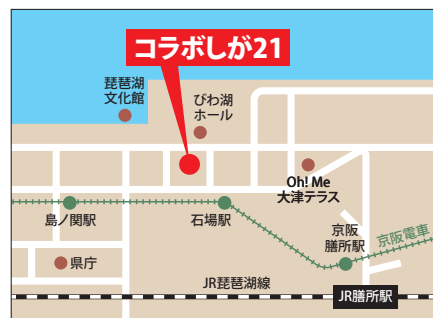 コラボしが21
琵琶湖
文化館
びわ湖
ホール
Oh! Me
大津テラス
島ノ関駅
石場駅
京阪
膳所駅
京阪電車
県庁
JR琵琶湖線
JR膳所駅